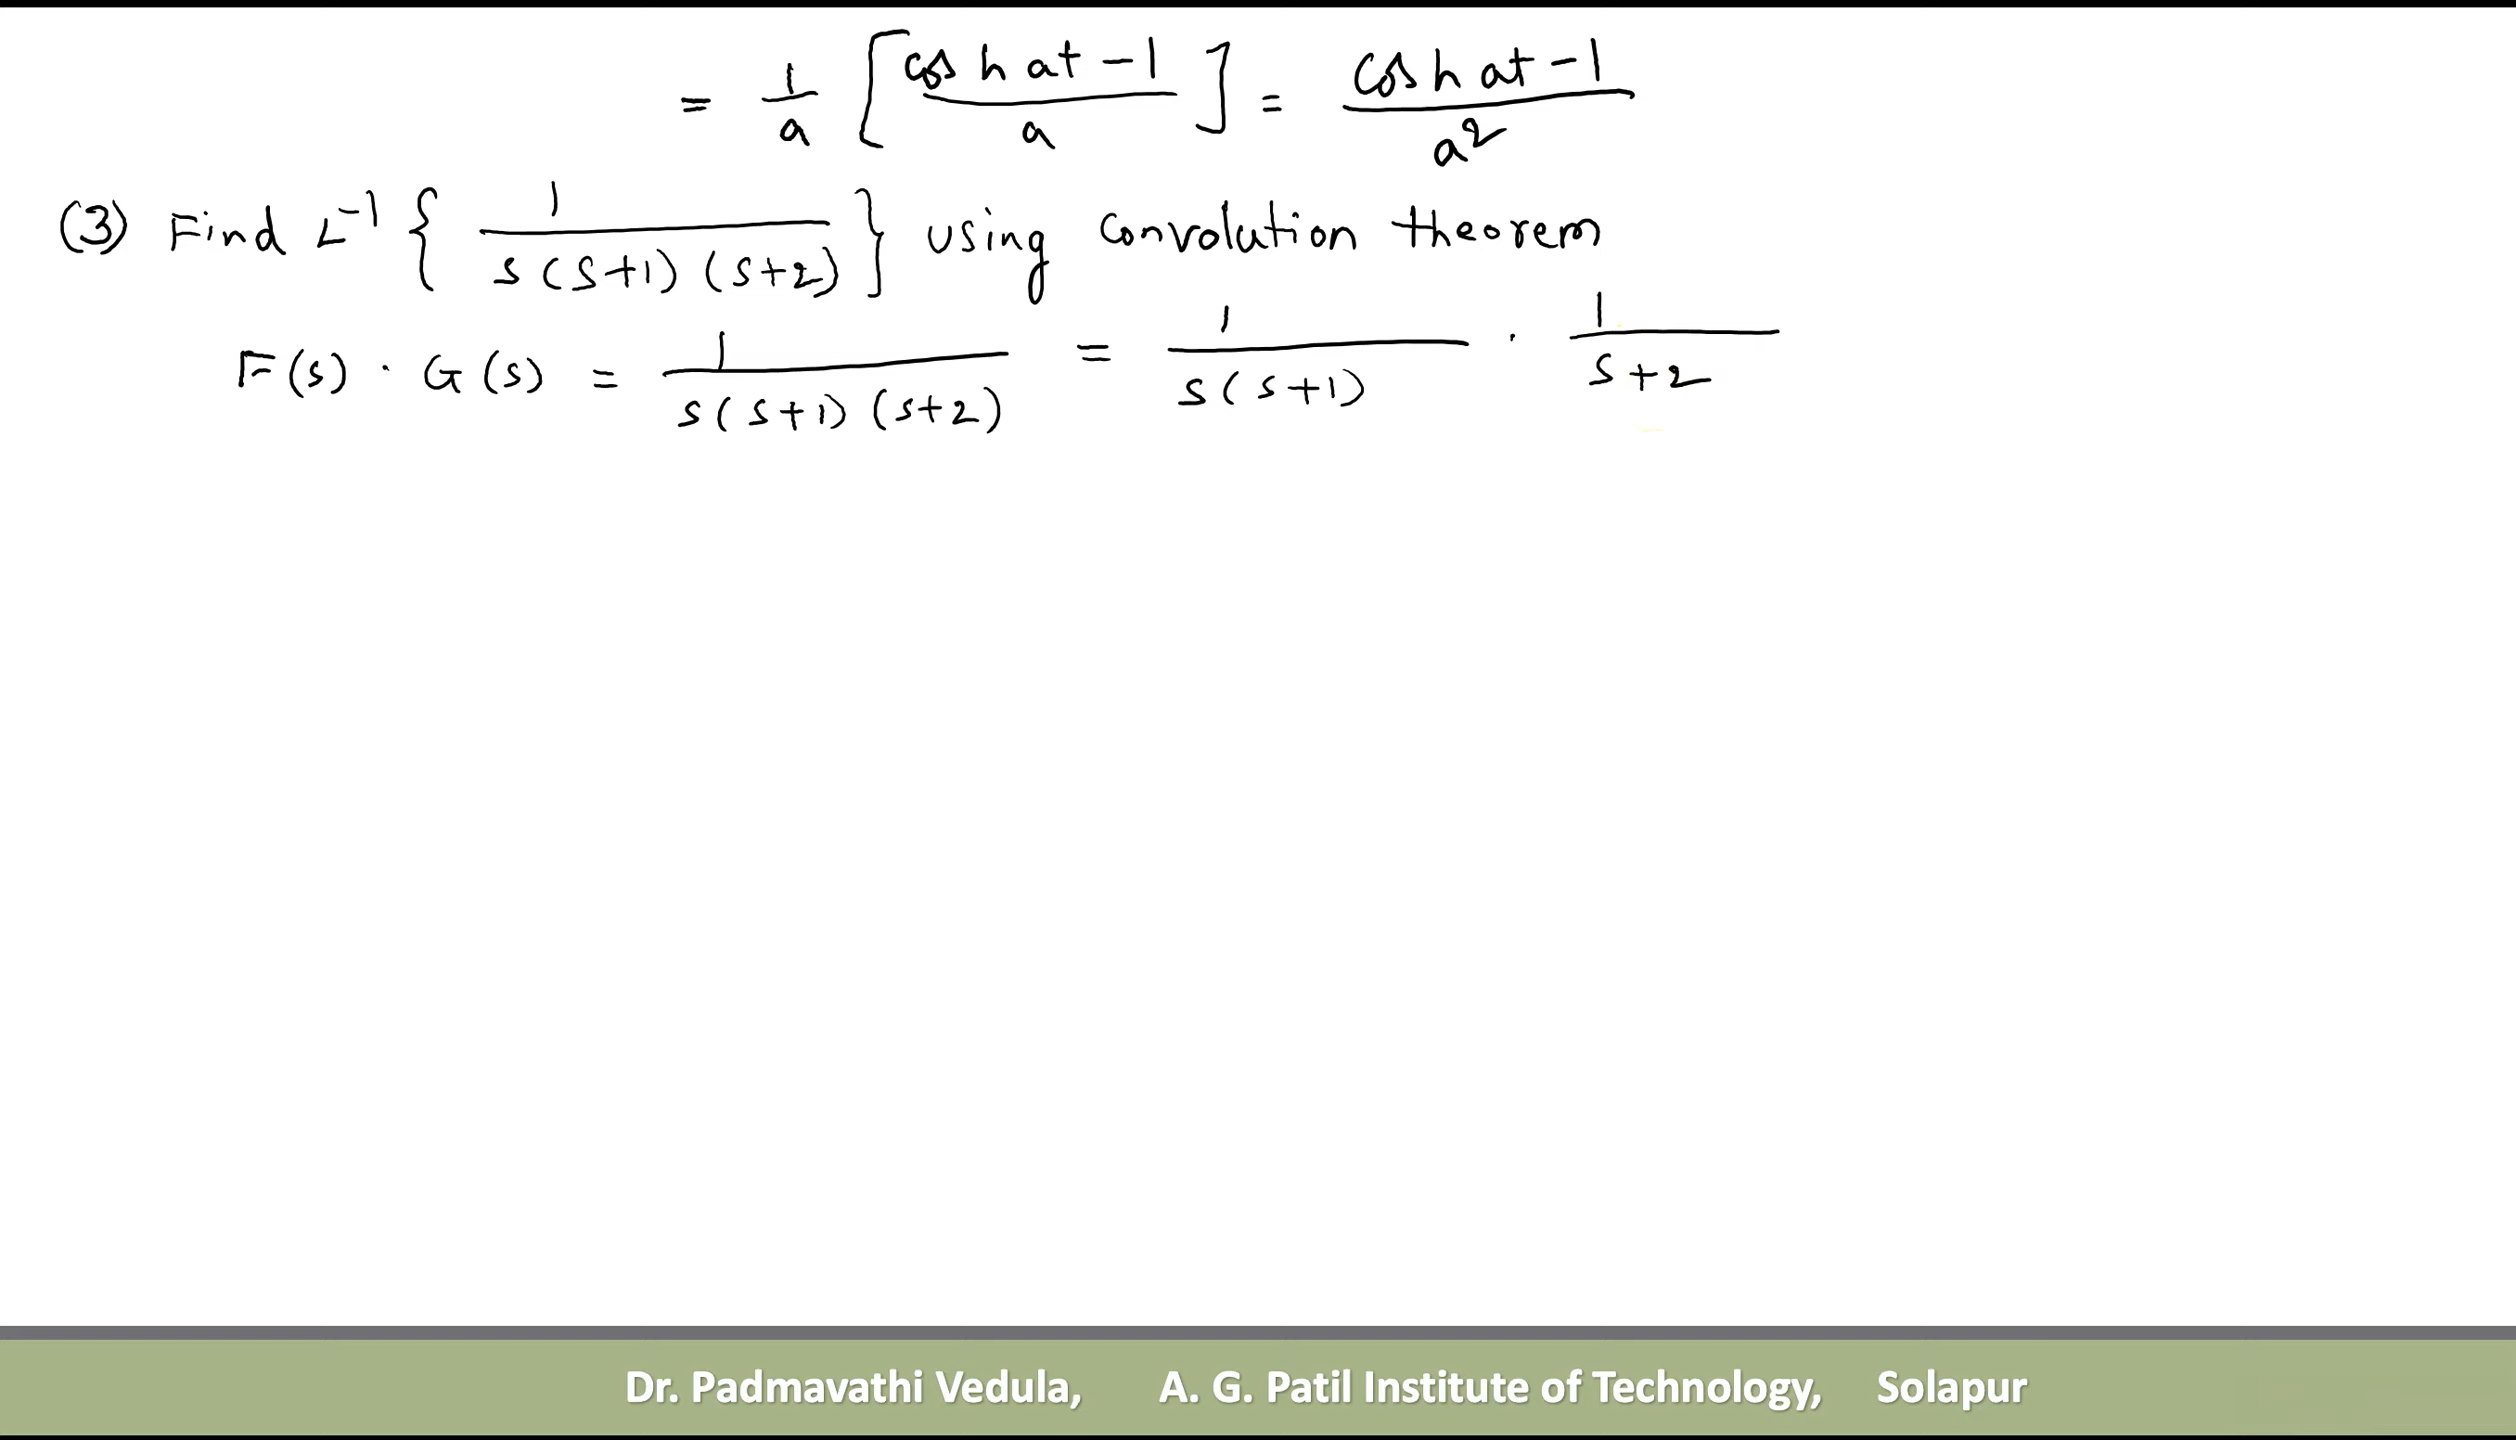 = 1/a [ (cos h at - 1)/a ] = (cos h at - 1)/a²
(3) Find L⁻¹ { 1/(s(s+1)(s+2)) } using convolution theorem
F(s) · G(s) = 1/(s(s+1)(s+2)) = 1/(s(s+1)) · 1/(s+2)
Dr. Padmavathi Vedula, A. G. Patil Institute of Technology, Solapur